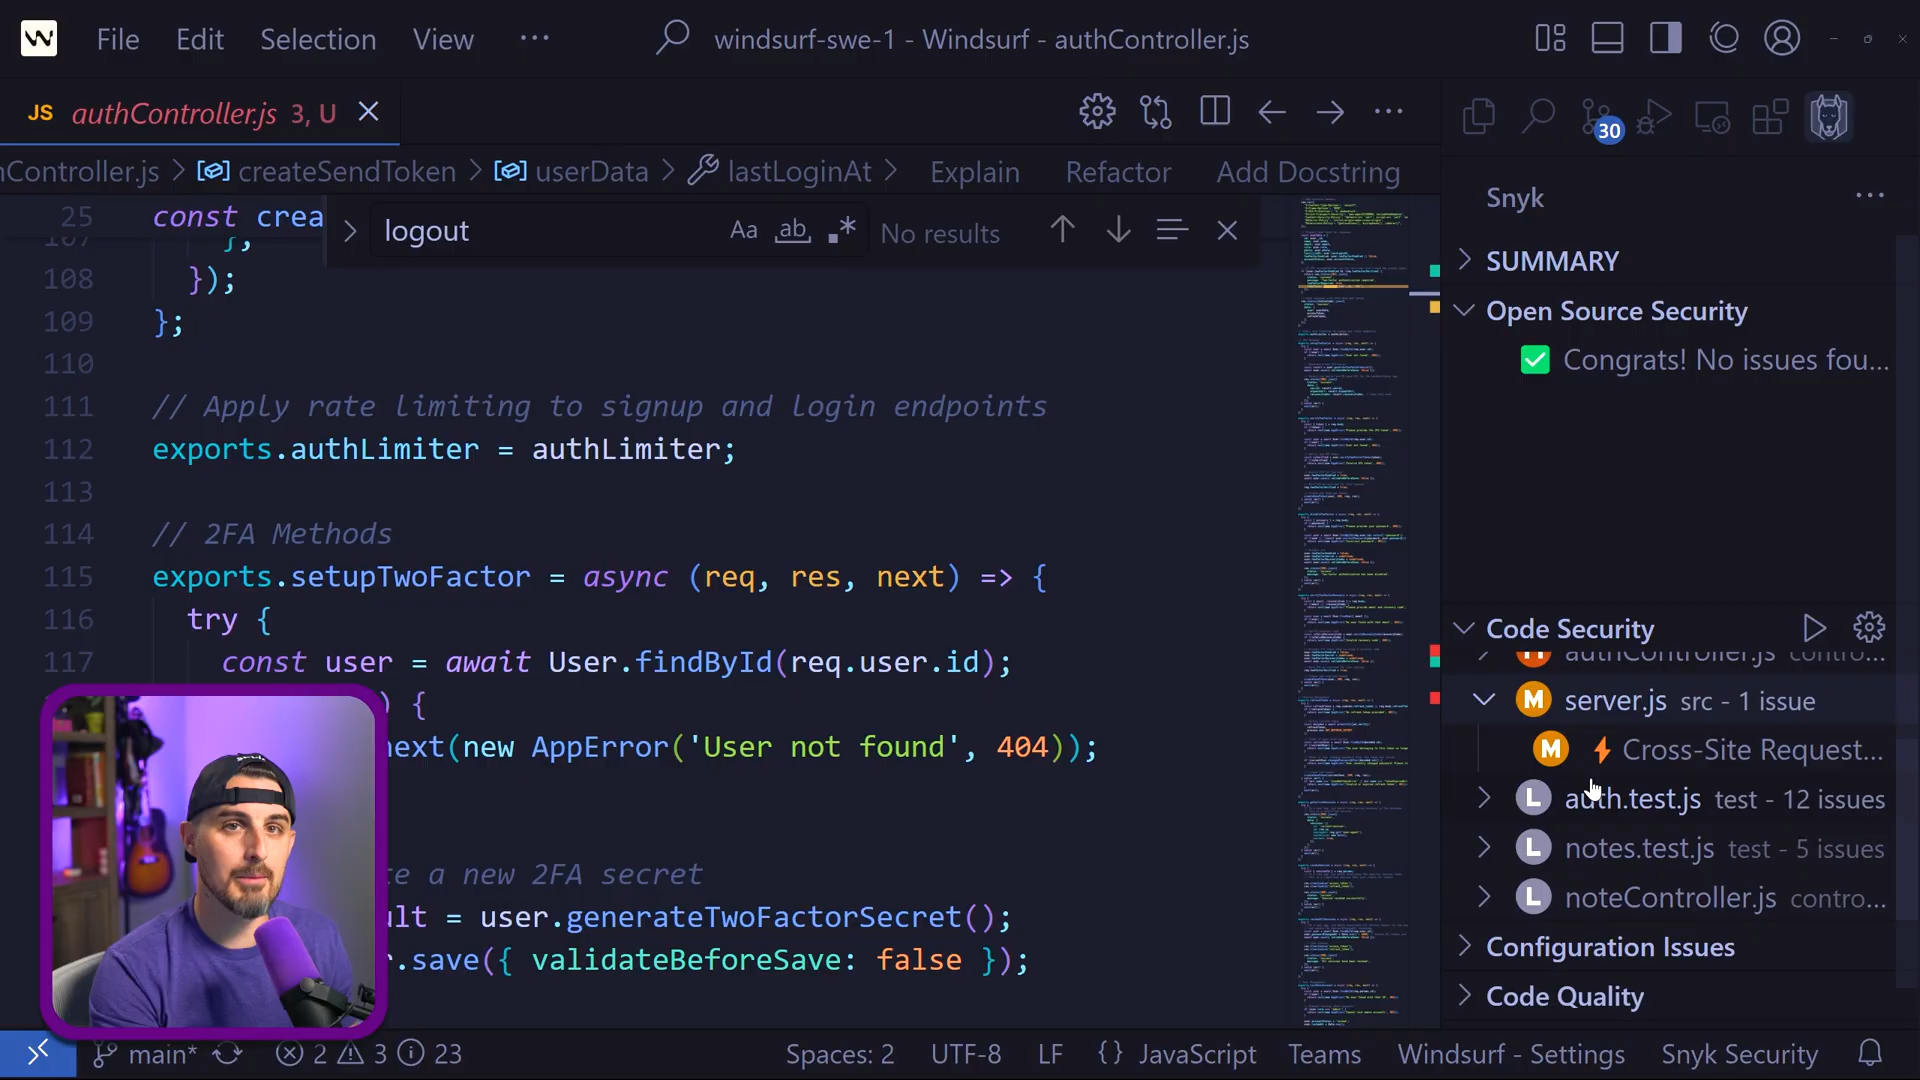 File Edit Selection View ...
windsurf-swe-1 - Windsurf - authController.js
JS authController.js 3, U
Controller.js > createSendToken > userData > lastLoginAt > Explain Refactor Add Docstring
logout Aa ab No results
25 const crea
107 },
108 });
109 };
110
111 // Apply rate limiting to signup and login endpoints
112 exports.authLimiter = authLimiter;
113
114 // 2FA Methods
115 exports.setupTwoFactor = async (req, res, next) => {
116 try {
117 const user = await User.findById(req.user.id);
) {
next(new AppError('User not found', 404));
te a new 2FA secret
ult = user.generateTwoFactorSecret();
.save({ validateBeforeSave: false });
30
Snyk
SUMMARY
Open Source Security
Congrats! No issues fou...
Code Security
authController.js contro...
M server.js src - 1 issue
M Cross-Site Request...
L auth.test.js test - 12 issues
L notes.test.js test - 5 issues
L noteController.js contro...
Configuration Issues
Code Quality
main* 2 3 23
Spaces: 2 UTF-8 LF {} JavaScript Teams Windsurf - Settings Snyk Security